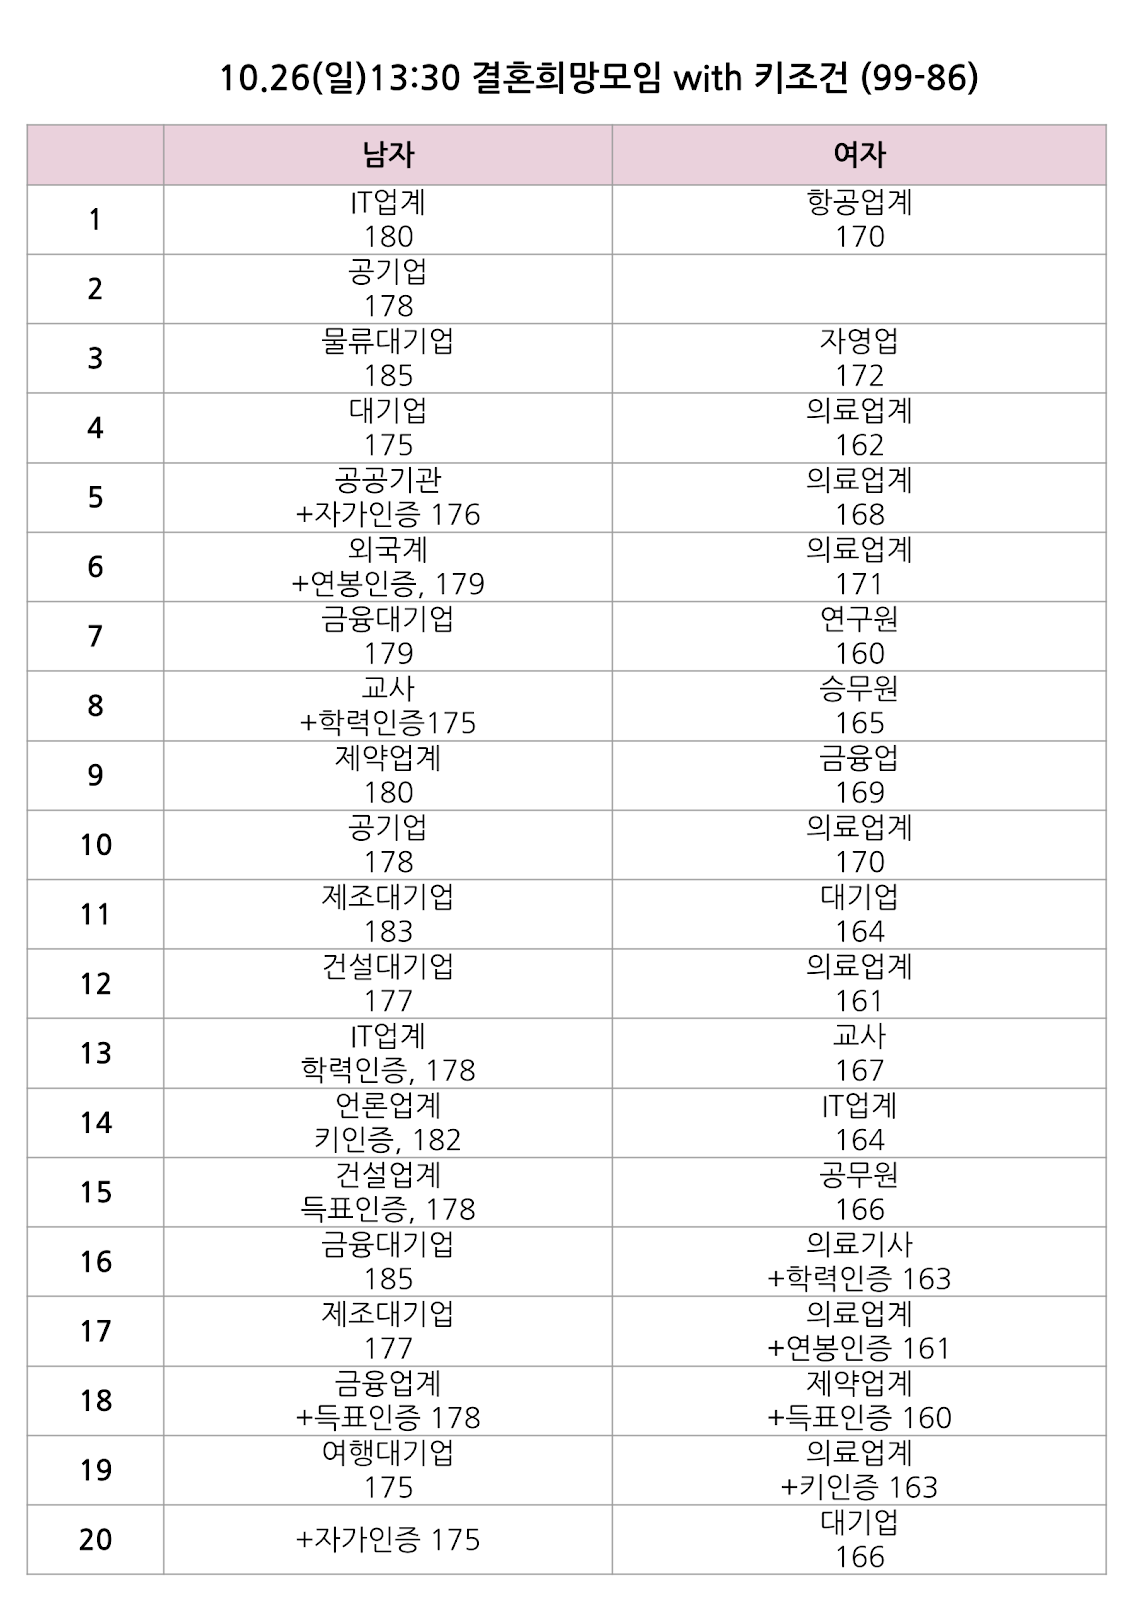 10.26(일)13:30 결혼희망모임 with 키조건 (99-86)
남자 여자
1 IT업계 항공업계
180 170
2 공기업
178
3 물류대기업 자영업
185 172
4 대기업 의료업계
175 162
5 공공기관 의료업계
+자가인증 176 168
6 외국계 의료업계
+연봉인증, 179 171
7 금융대기업 연구원
179 160
8 교사 승무원
+학력인증175 165
9 제약업계 금융업
180 169
10 공기업 의료업계
178 170
11 제조대기업 대기업
183 164
12 건설대기업 의료업계
177 161
13 IT업계 교사
학력인증, 178 167
14 언론업계 IT업계
키인증, 182 164
15 건설업계 공무원
득표인증, 178 166
16 금융대기업 의료기사
185 +학력인증 163
17 제조대기업 의료업계
177 +연봉인증 161
18 금융업계 제약업계
+득표인증 178 +득표인증 160
19 여행대기업 의료업계
175 +키인증 163
20 +자가인증 175 대기업
166